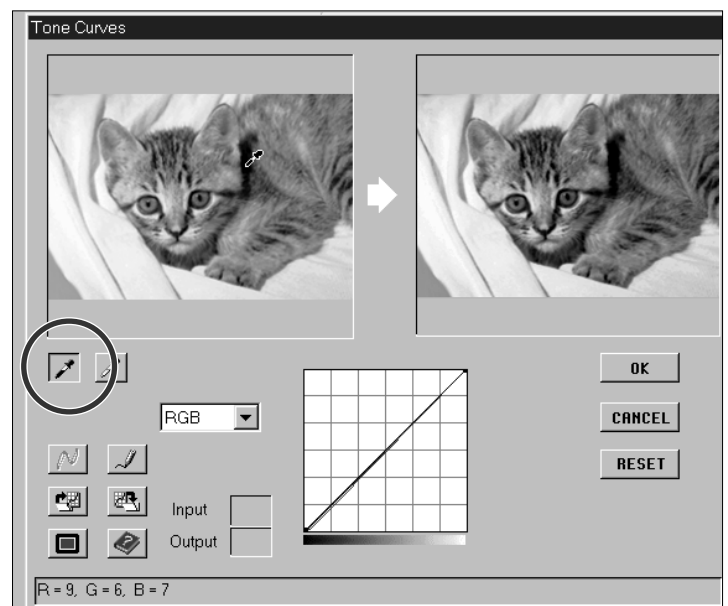 Tone Curves
OK
RGB
CANCEL
RESET
Input
Output
R = 9, G = 6, B = 7